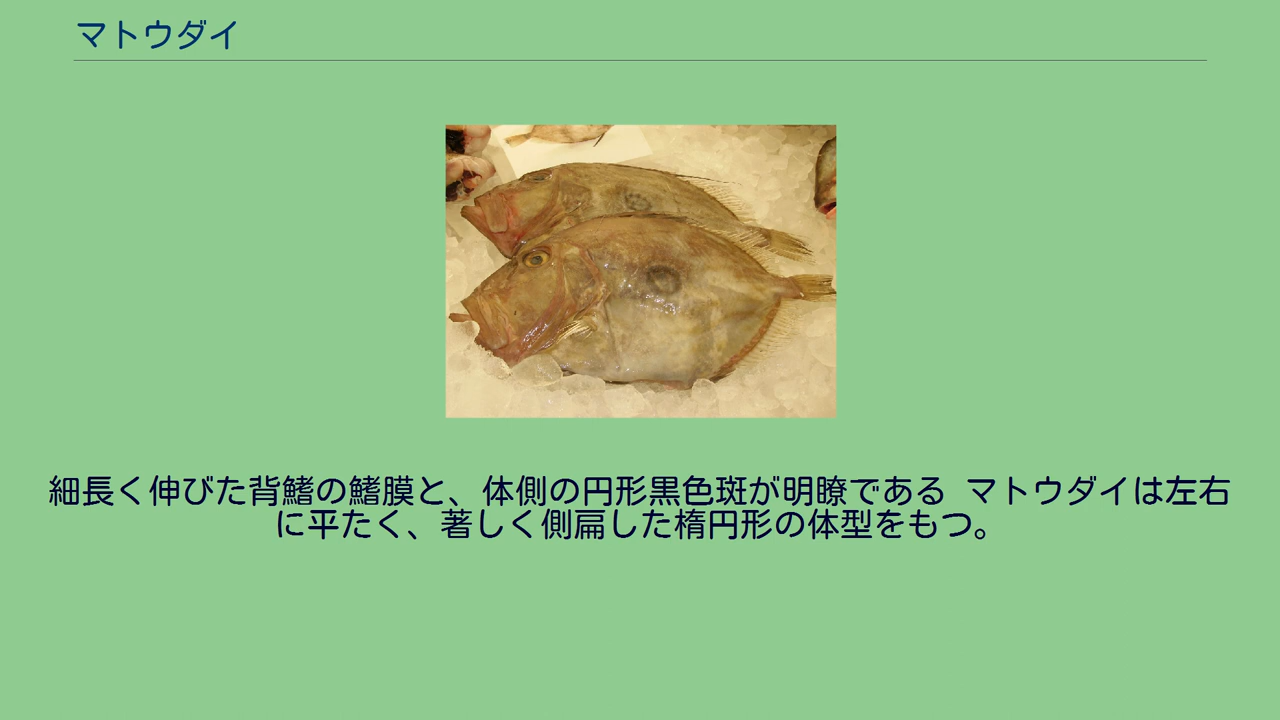 マトウダイ
細長く伸びた背鰭の鰭膜と、体側の円形黒色斑が明瞭である マトウダイは左右
に平たく、著しく側扁した楕円形の体型をもつ。